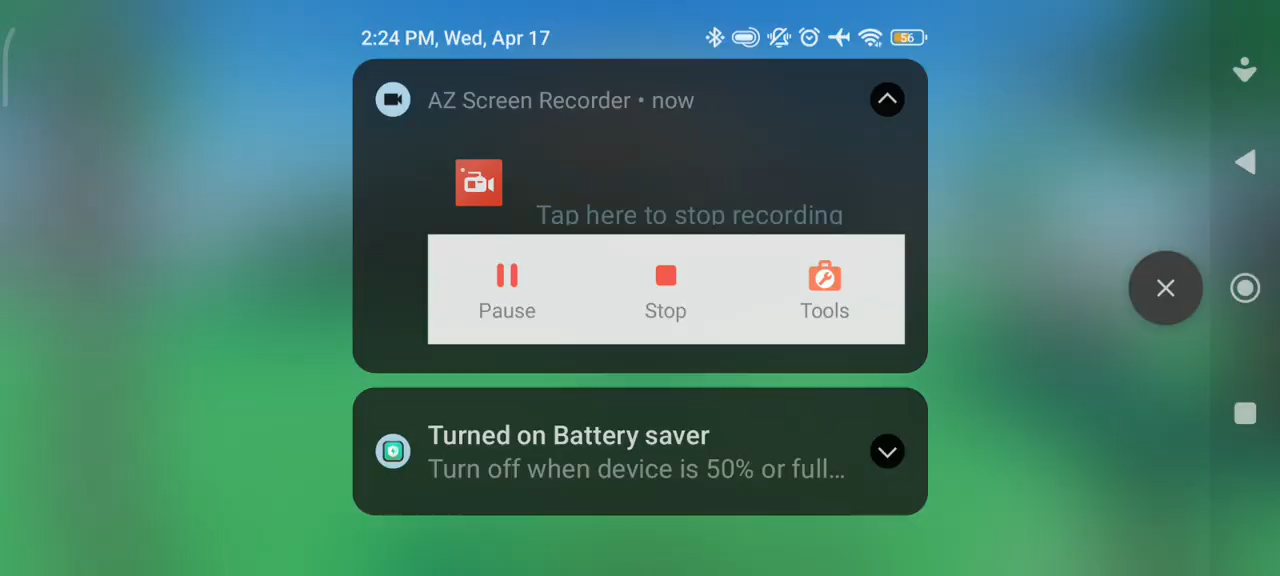 2:24 PM, Wed, Apr 17
56
AZ Screen Recorder • now
Tap here to stop recording
Pause
Stop
Tools
Turned on Battery saver
Turn off when device is 50% or full…